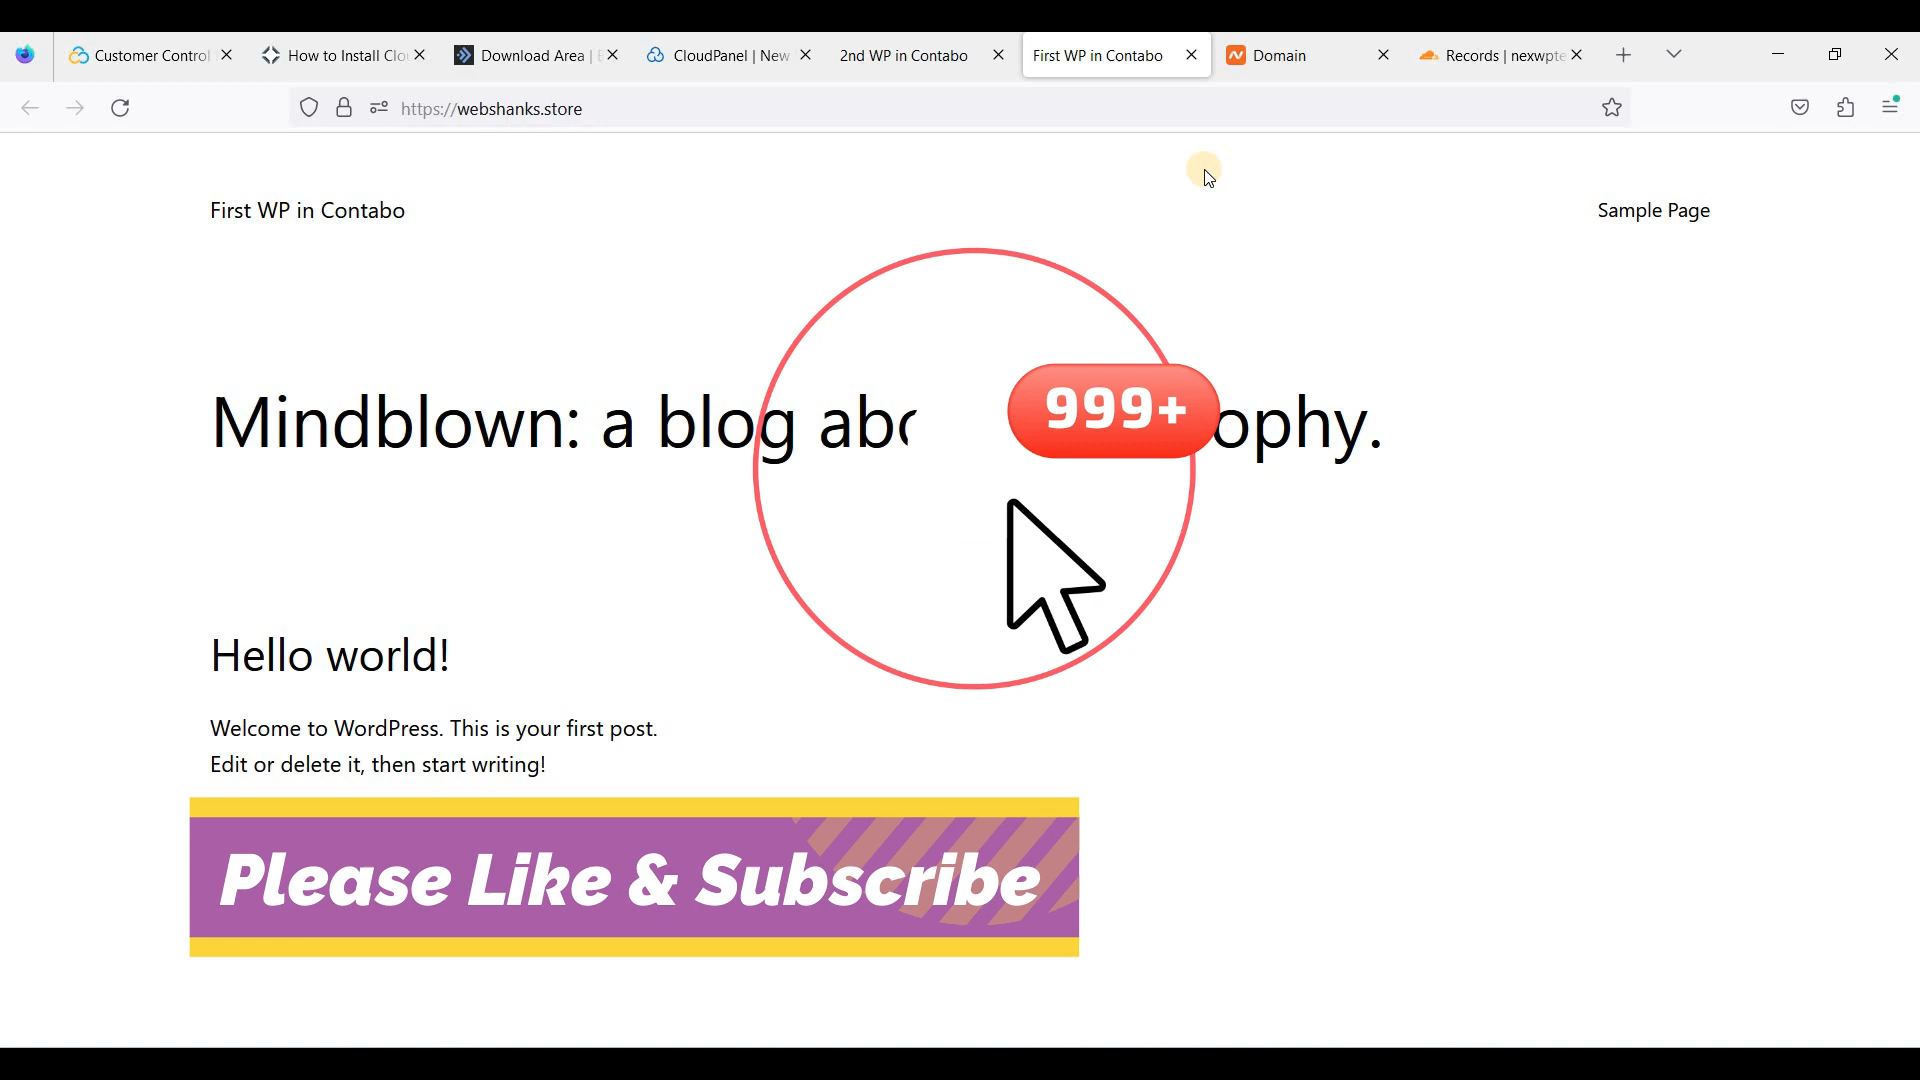 Customer Control
How to Install Clo
Download Area | B
CloudPanel | New
2nd WP in Contabo
First WP in Contabo
Domain
Records | nexwpte
https://webshanks.store
First WP in Contabo
Sample Page
Mindblown: a blog abo
ophy.
999+
Hello world!
Welcome to WordPress. This is your first post.
Edit or delete it, then start writing!
Please Like & Subscribe